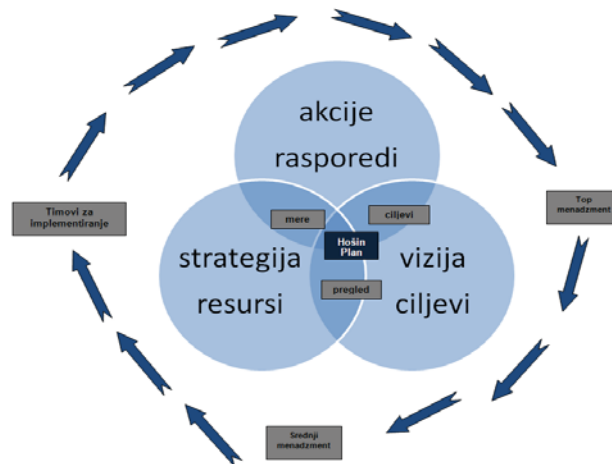 akcije
rasporedi
Timovi za
implementiranje
mere
ciljevi
Top
menadzment
Hošin
Plan
strategija
vizija
pregled
resursi
ciljevi
Srednji
menadzment